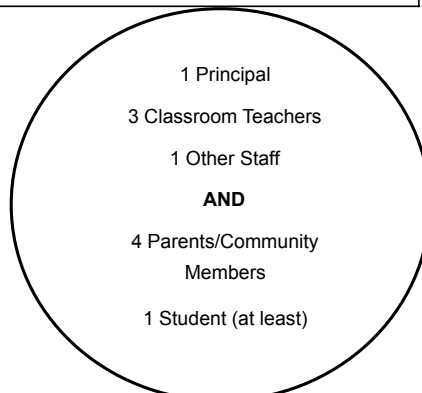 1 Principal
3 Classroom Teachers
1 Other Staff
AND
4 Parents/Community
Members
1 Student (at least)